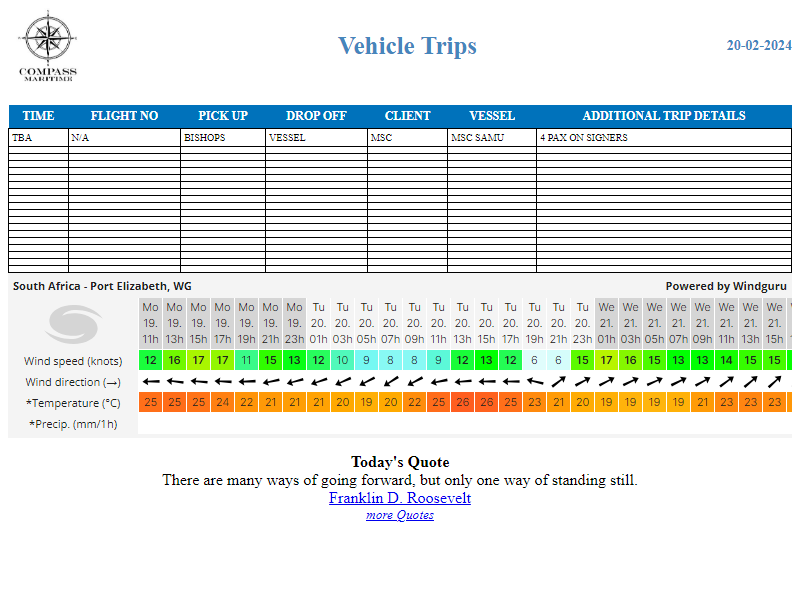 COMPASS
MARITIME
Vehicle Trips
20-02-2024
TIME FLIGHT NO PICK UP DROP OFF CLIENT VESSEL ADDITIONAL TRIP DETAILS
TBA N/A BISHOPS VESSEL MSC MSC SAMU 4 PAX ON SIGNERS
South Africa - Port Elizabeth, WG Powered by Windguru
Mo Mo Mo Mo Mo Mo Mo Tu Tu Tu Tu Tu Tu Tu Tu Tu Tu Tu Tu We We We We We We We We
19. 19. 19. 19. 19. 19. 19. 20. 20. 20. 20. 20. 20. 20. 20. 20. 20. 20. 20. 21. 21. 21. 21. 21. 21. 21. 21.
11h 13h 15h 17h 19h 21h 23h 01h 03h 05h 07h 09h 11h 13h 15h 17h 19h 21h 23h 01h 03h 05h 07h 09h 11h 13h 15h
Wind speed (knots) 12 16 17 17 11 15 13 12 10 9 8 8 9 12 13 12 6 6 15 17 16 15 13 13 14 15 15
Wind direction (→)
*Temperature (°C) 25 25 25 24 22 21 21 21 20 19 20 22 25 26 26 25 23 21 20 19 19 19 19 21 23 23 23
*Precip. (mm/1h)
Today's Quote
There are many ways of going forward, but only one way of standing still.
Franklin D. Roosevelt
more Quotes